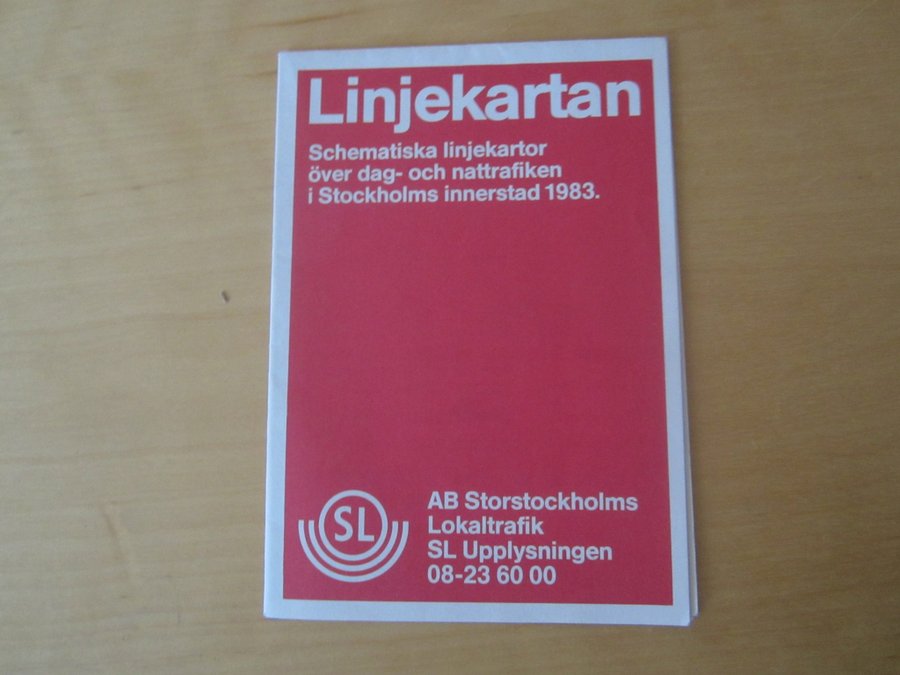 Linjekartan
Schematiska linjekartor
över dag- och nattrafiken
i Stockholms innerstad 1983.
SL
AB Storstockholms
Lokaltrafik
SL Upplysningen
08-23 60 00